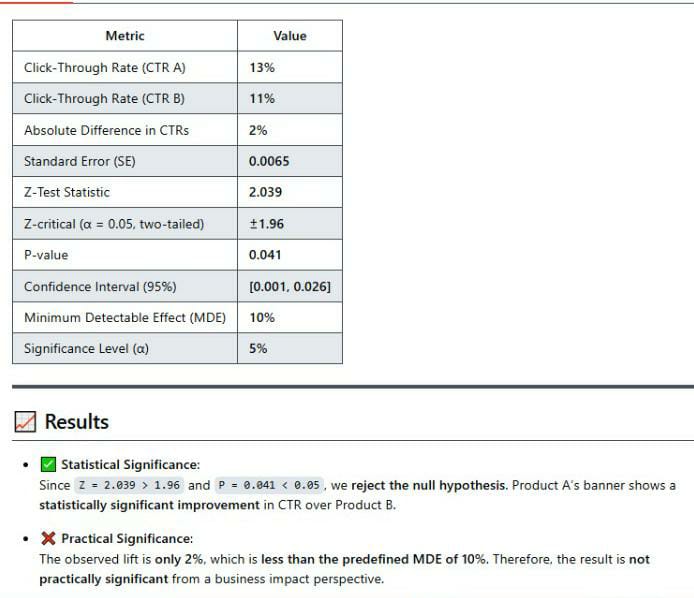 Metric Value
Click-Through Rate (CTR A) 13%
Click-Through Rate (CTR B) 11%
Absolute Difference in CTRs 2%
Standard Error (SE) 0.0065
Z-Test Statistic 2.039
Z-critical (α = 0.05, two-tailed) ±1.96
P-value 0.041
Confidence Interval (95%) [0.001, 0.026]
Minimum Detectable Effect (MDE) 10%
Significance Level (α) 5%
Results
Statistical Significance:
Since Z = 2.039 > 1.96 and P = 0.041 < 0.05, we reject the null hypothesis. Product A's banner shows a
statistically significant improvement in CTR over Product B.
Practical Significance:
The observed lift is only 2%, which is less than the predefined MDE of 10%. Therefore, the result is not
practically significant from a business impact perspective.